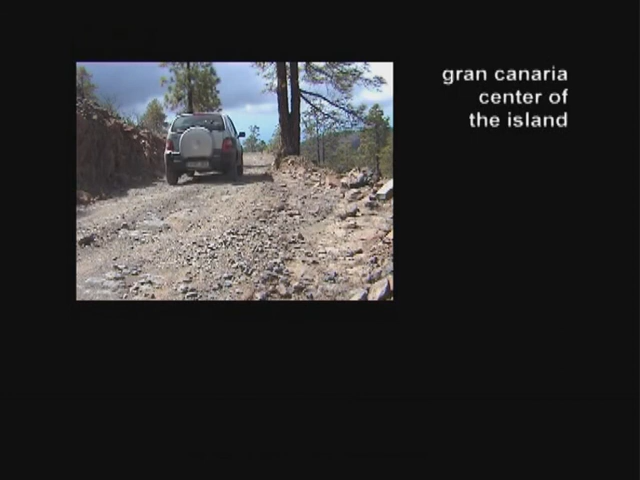 gran canaria
center of
the island